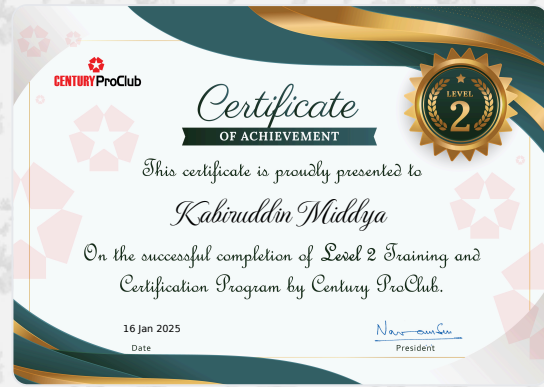 CENTURY ProClub
LEVEL
2
Certificate
OF ACHIEVEMENT
This certificate is proudly presented to
Kabiruddin Middya
On the successful completion of Level 2 Training and
Certification Program by Century ProClub.
16 Jan 2025
Date
President